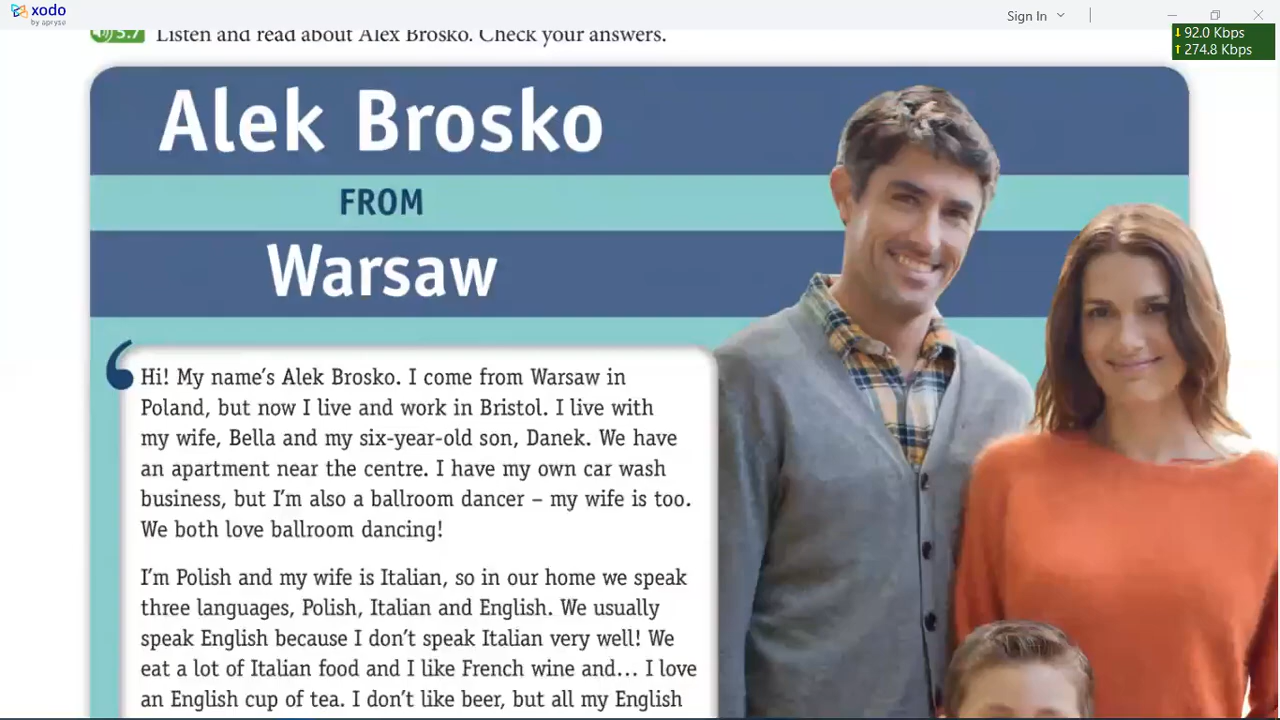 xodo
by apryse
Sign In
↓ 92.0 Kbps
↑ 274.8 Kbps
3.7 Listen and read about Alex Brosko. Check your answers.
Alek Brosko
FROM
Warsaw
Hi! My name's Alek Brosko. I come from Warsaw in
Poland, but now I live and work in Bristol. I live with
my wife, Bella and my six-year-old son, Danek. We have
an apartment near the centre. I have my own car wash
business, but I'm also a ballroom dancer – my wife is too.
We both love ballroom dancing!
I'm Polish and my wife is Italian, so in our home we speak
three languages, Polish, Italian and English. We usually
speak English because I don't speak Italian very well! We
eat a lot of Italian food and I like French wine and... I love
an English cup of tea. I don't like beer, but all my English